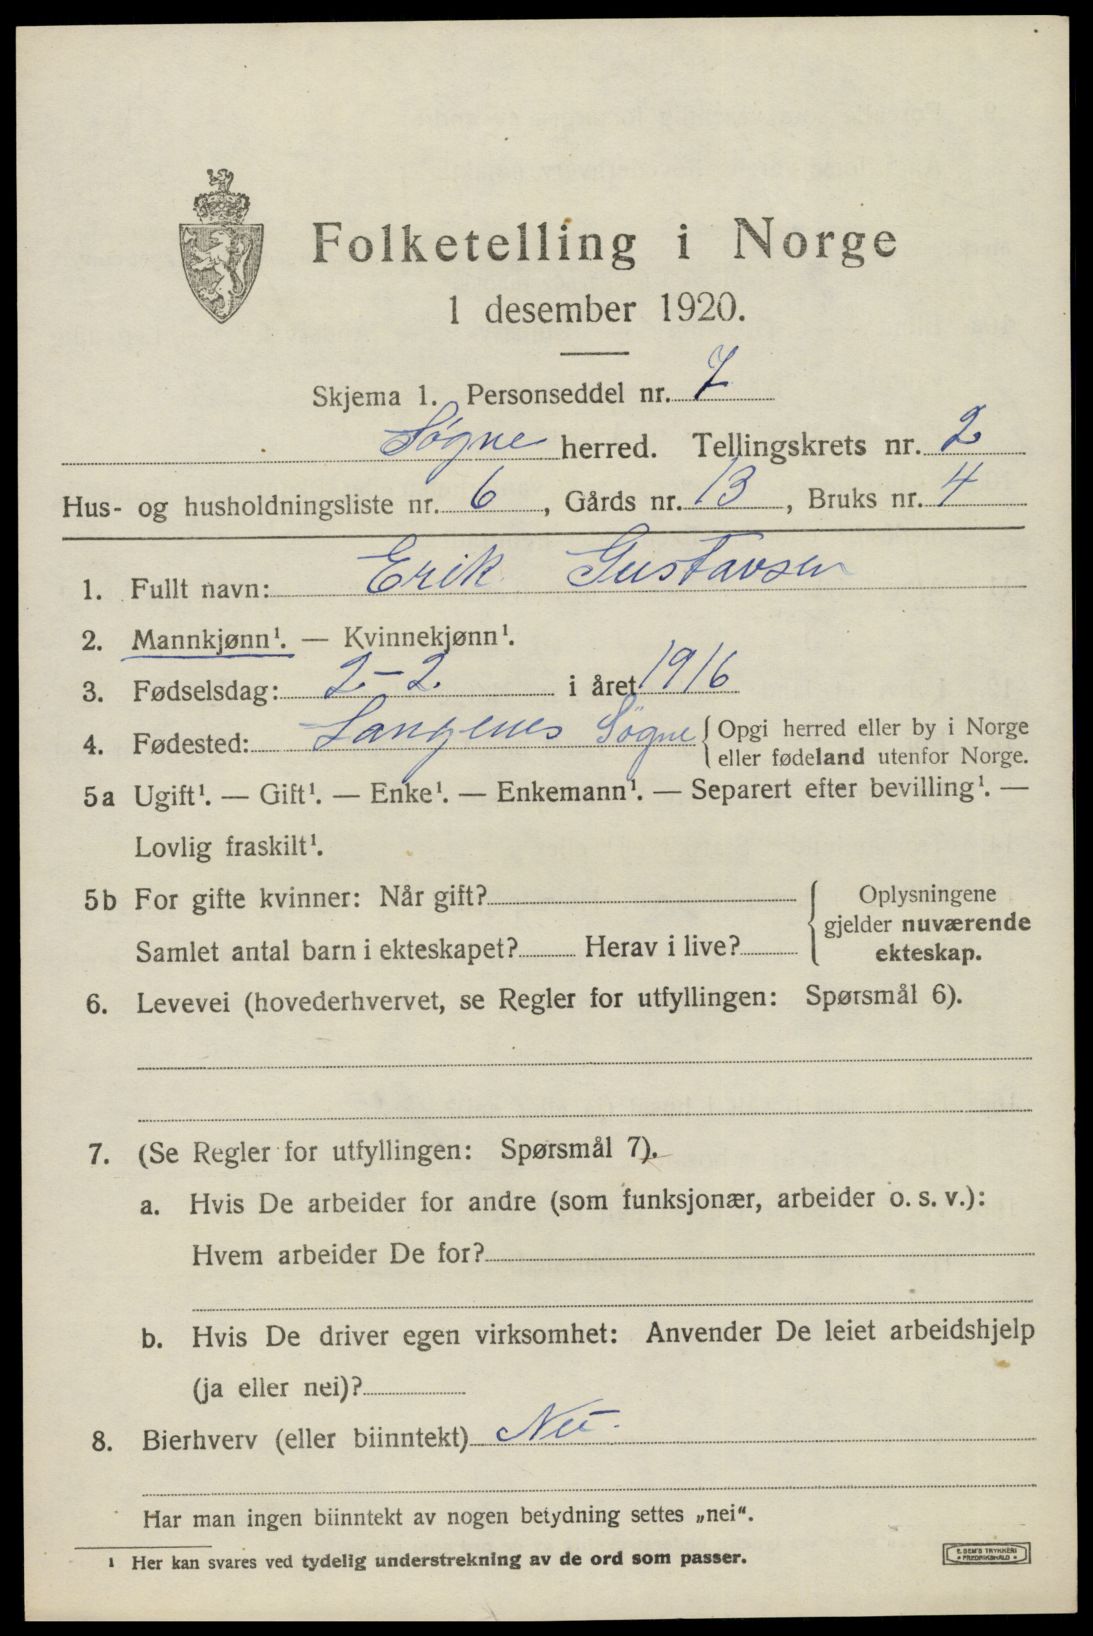 Folketelling i Norge
1 desember 1920.
Skjema 1. Personseddel nr. 7
Søgne herred. Tellingskrets nr. 2
Hus- og husholdningsliste nr. 6, Gårds nr. 13, Bruks nr. 4
1. Fullt navn: Erik Gustavsen
2. Mannkjønn¹. — Kvinnekjønn¹.
3. Fødselsdag: 2-2. i året 1916
4. Fødested: Langenes Søgne { Opgi herred eller by i Norge
eller fødeland utenfor Norge.
5a Ugift¹. — Gift¹. — Enke¹. — Enkemann¹. — Separert efter bevilling¹. —
Lovlig fraskilt¹.
5b For gifte kvinner: Når gift? { Oplysningene
gjelder nuværende
Samlet antal barn i ekteskapet? Herav i live? ekteskap.
6. Levevei (hovederhvervet, se Regler for utfyllingen: Spørsmål 6).
7. (Se Regler for utfyllingen: Spørsmål 7).
a. Hvis De arbeider for andre (som funksjonær, arbeider o. s. v.):
Hvem arbeider De for?
b. Hvis De driver egen virksomhet: Anvender De leiet arbeidshjelp
(ja eller nei)?
8. Bierhverv (eller biinntekt) Nei.
Har man ingen biinntekt av nogen betydning settes „nei“.
¹ Her kan svares ved tydelig understrekning av de ord som passer.
E. SEM'S TRYKKERI
• FREDRIKSHALD •